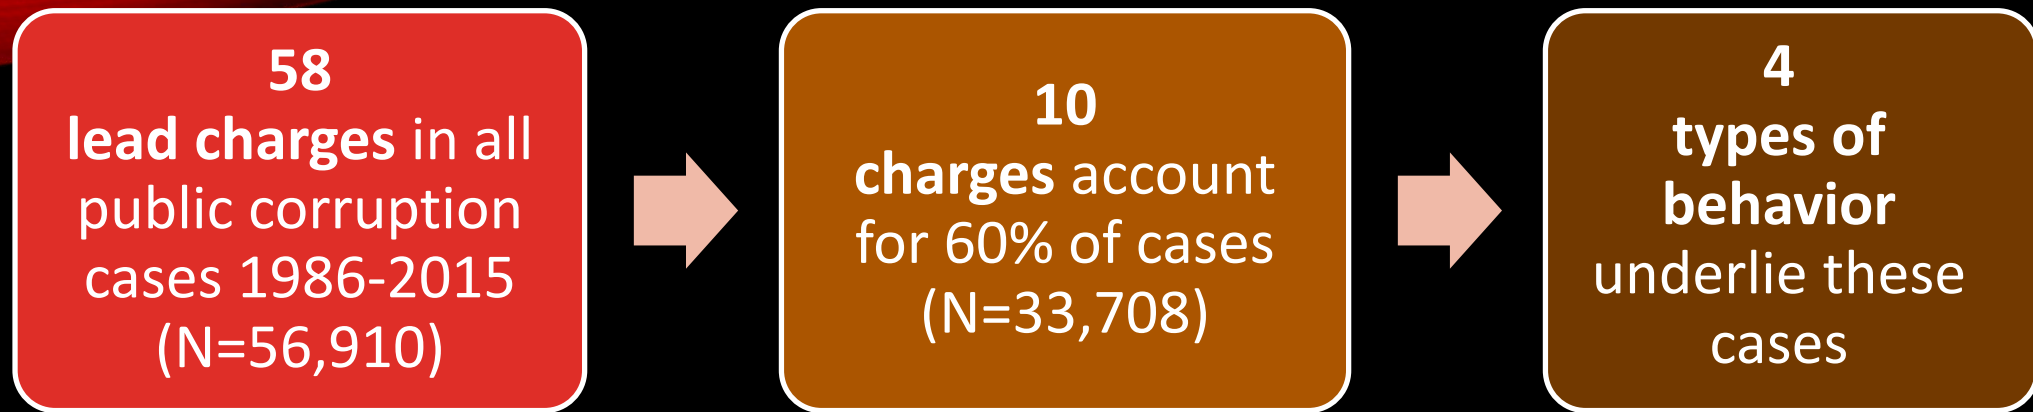 58
lead charges in all
public corruption
cases 1986-2015
(N=56,910)
10
charges account
for 60% of cases
(N=33,708)
4
types of
behavior
underlie these
cases